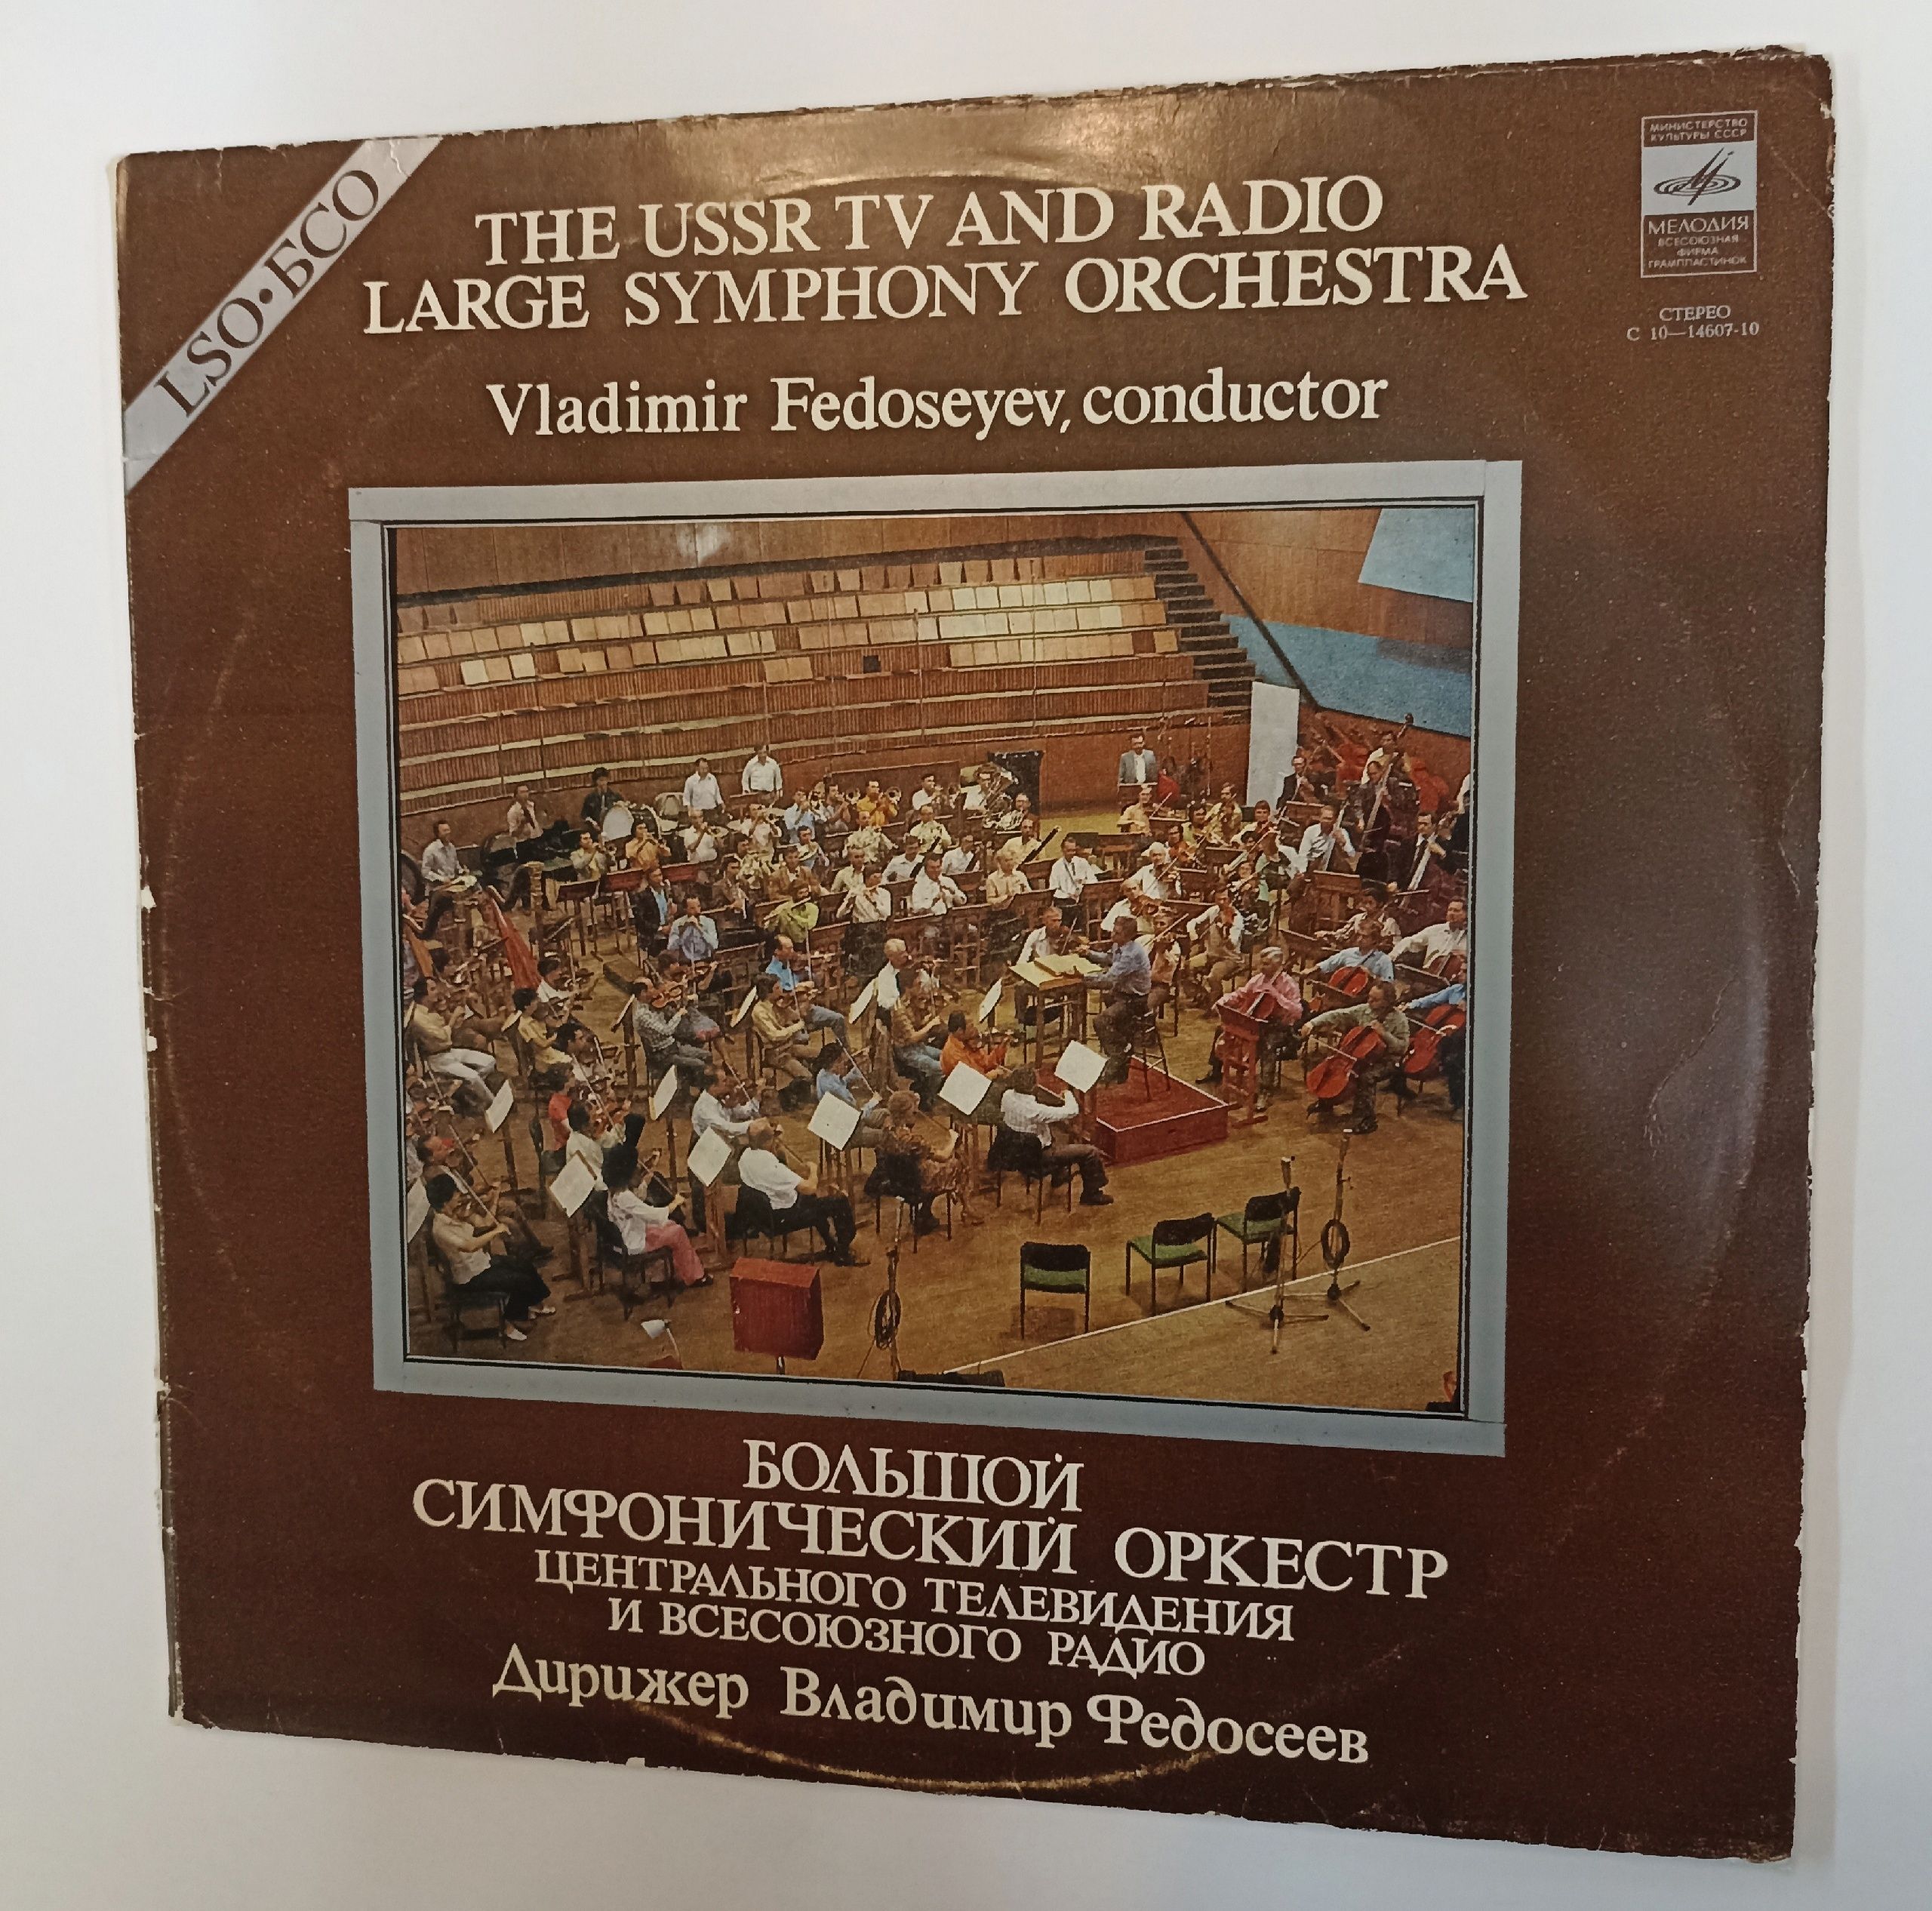 LSO·БСО
THE USSR TV AND RADIO
LARGE SYMPHONY ORCHESTRA
Vladimir Fedoseyev, conductor
МИНИСТЕРСТВО
КУЛЬТУРЫ СССР
МЕЛОДИЯ
ВСЕСОЮЗНАЯ
ФИРМА
ГРАМПЛАСТИНОК
СТЕРЕО
С 10—14607-10
БОЛЬШОЙ
СИМФОНИЧЕСКИЙ ОРКЕСТР
ЦЕНТРАЛЬНОГО ТЕЛЕВИДЕНИЯ
И ВСЕСОЮЗНОГО РАДИО
Дирижер Владимир Федосеев